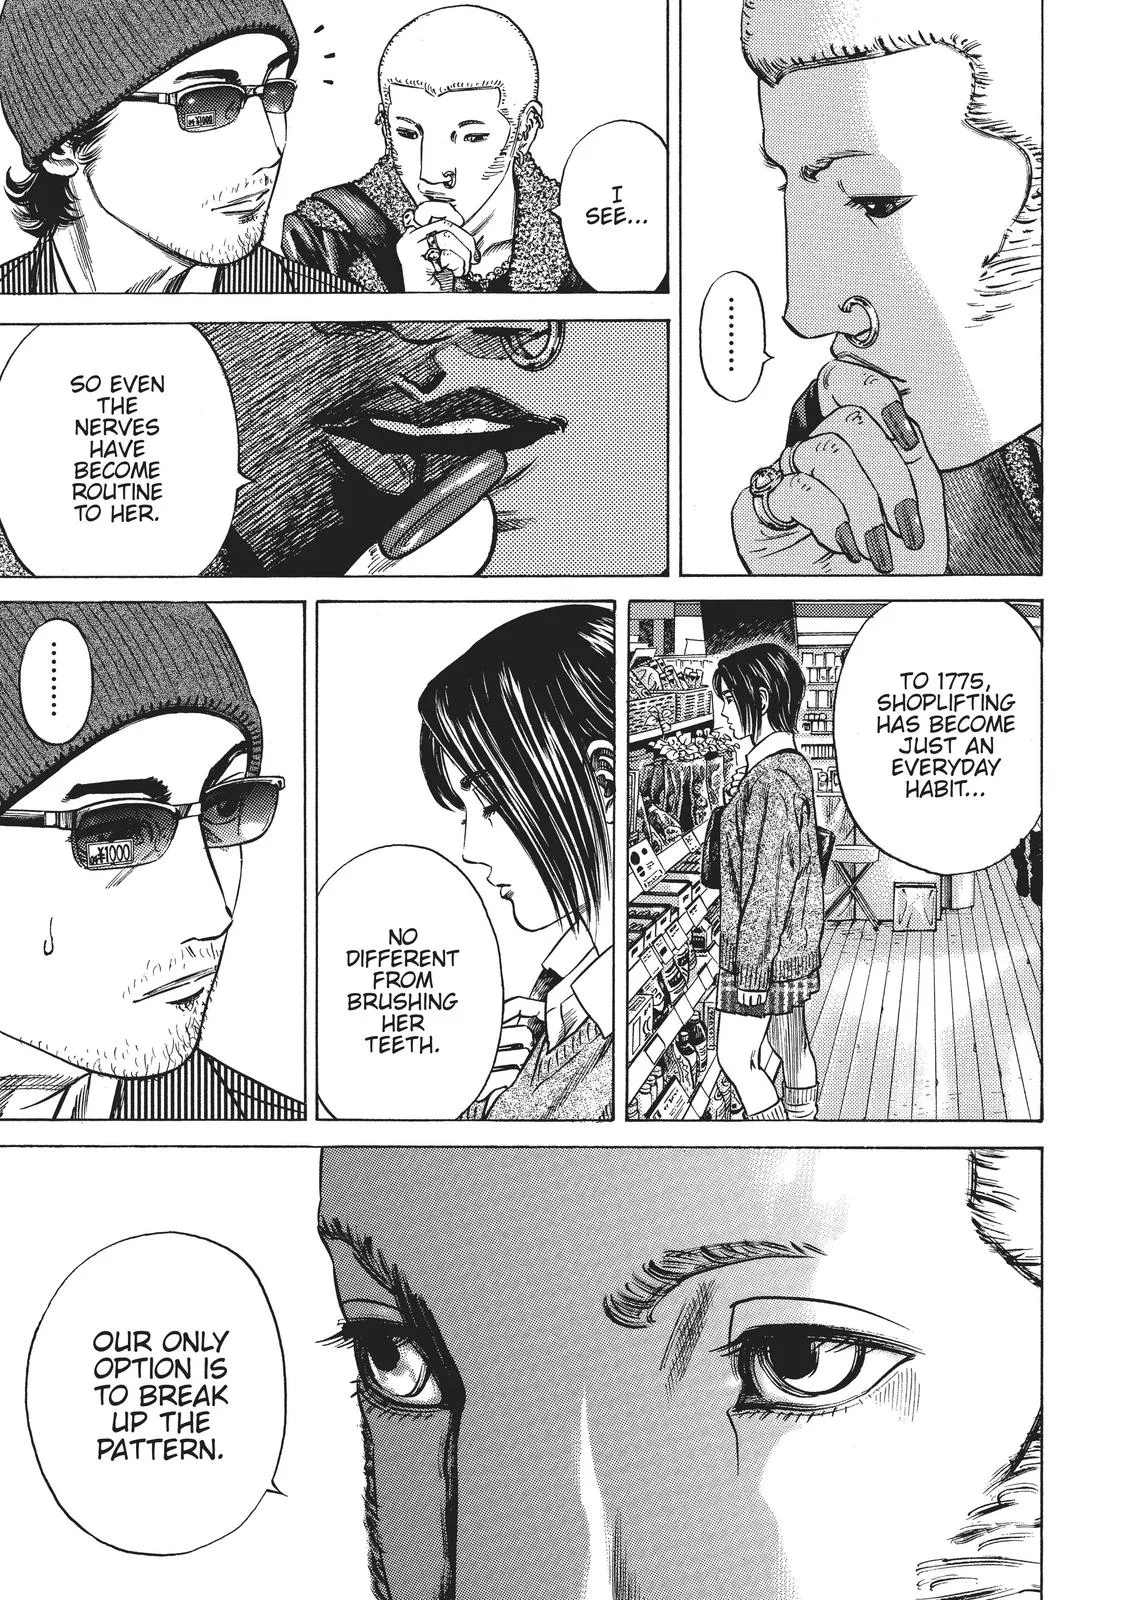 ........
I
SEE...
¥1000
SO EVEN
THE
NERVES
HAVE
BECOME
ROUTINE
TO HER.
TO 1775,
SHOPLIFTING
HAS BECOME
JUST AN
EVERYDAY
HABIT...
NO
DIFFERENT
FROM
BRUSHING
HER
TEETH.
........
¥1000
OUR ONLY
OPTION IS
TO BREAK
UP THE
PATTERN.